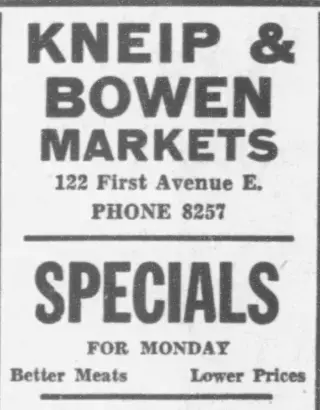 KNEIP &
BOWEN
MARKETS
122 First Avenue E.
PHONE 8257
SPECIALS
FOR MONDAY
Better Meats Lower Prices